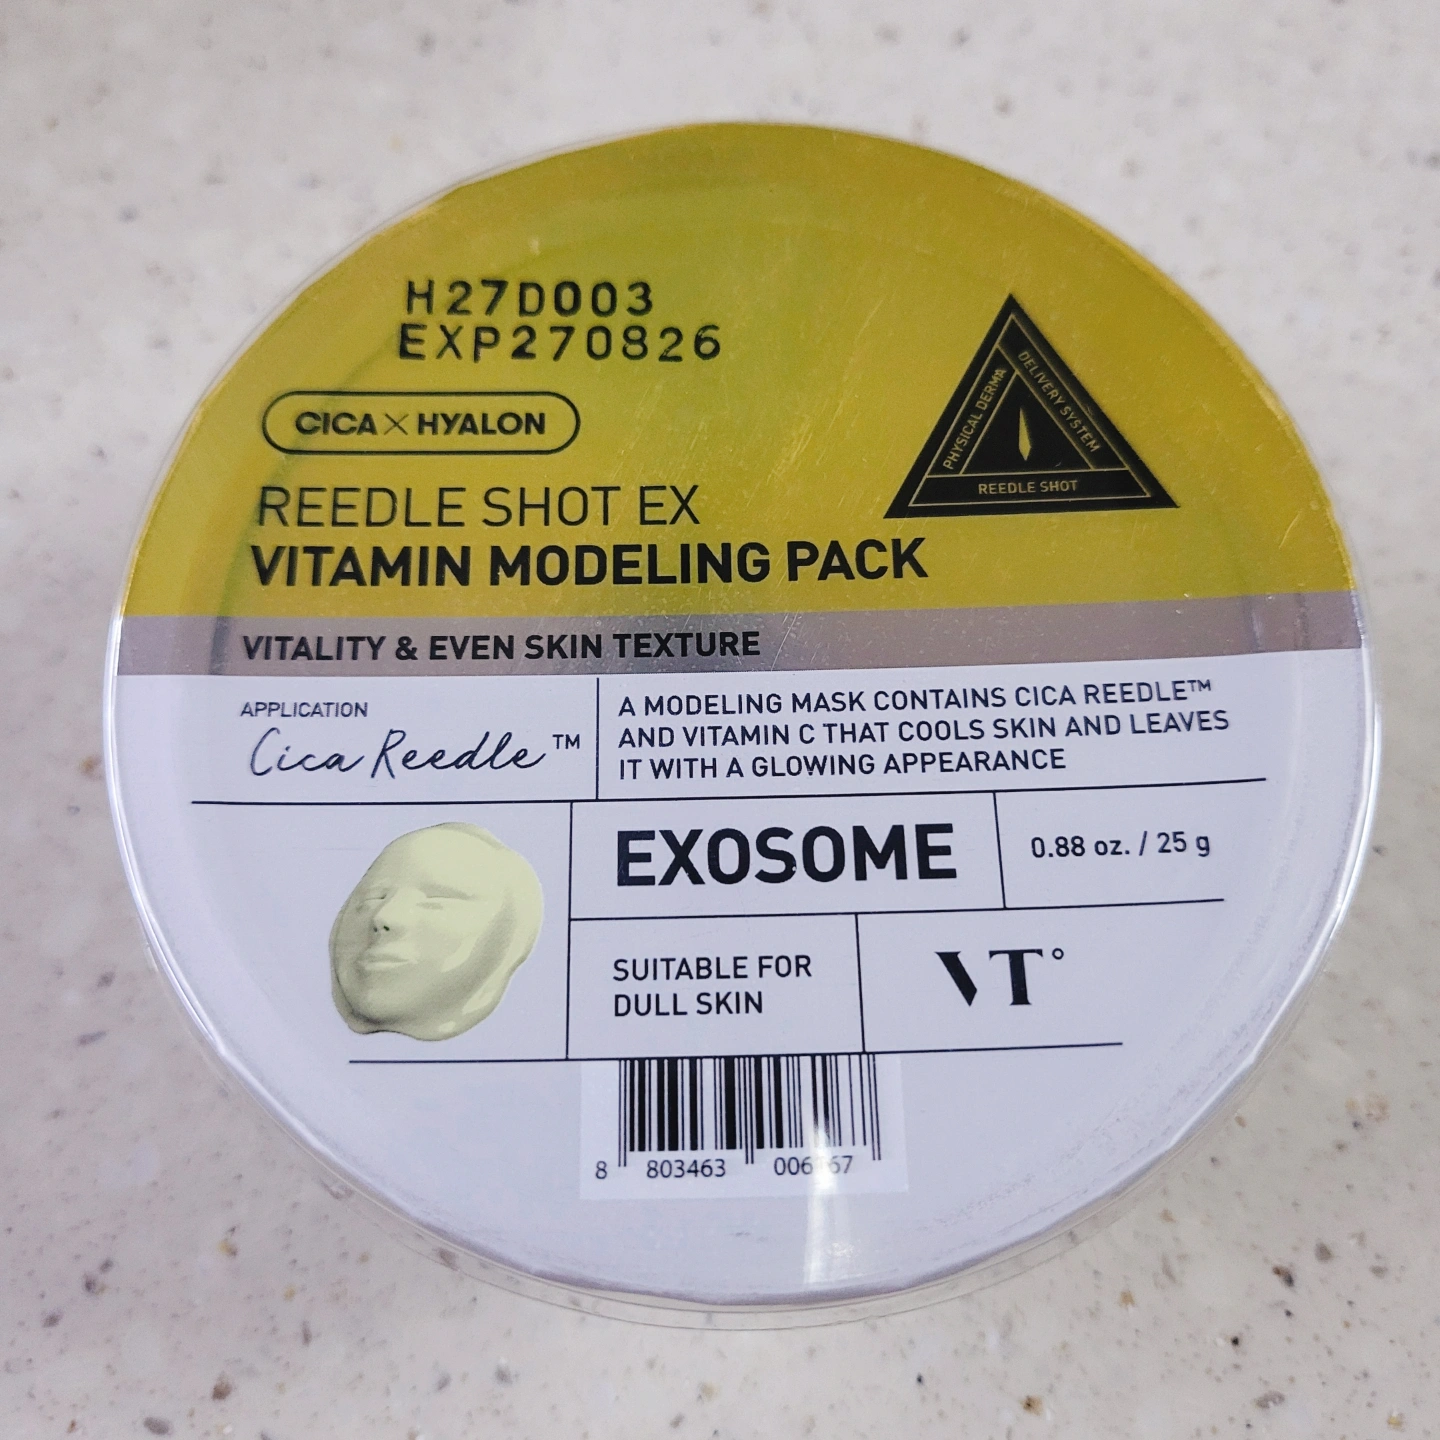 H27D003
EXP270826
CICA X HYALON
PHYSICAL DERMA
DELIVERY SYSTEM
REEDLE SHOT
REEDLE SHOT EX
VITAMIN MODELING PACK
VITALITY & EVEN SKIN TEXTURE
APPLICATION
Cica Reedle™
A MODELING MASK CONTAINS CICA REEDLE™
AND VITAMIN C THAT COOLS SKIN AND LEAVES
IT WITH A GLOWING APPEARANCE
EXOSOME
0.88 oz. / 25 g
SUITABLE FOR
DULL SKIN
VT°
8 803463